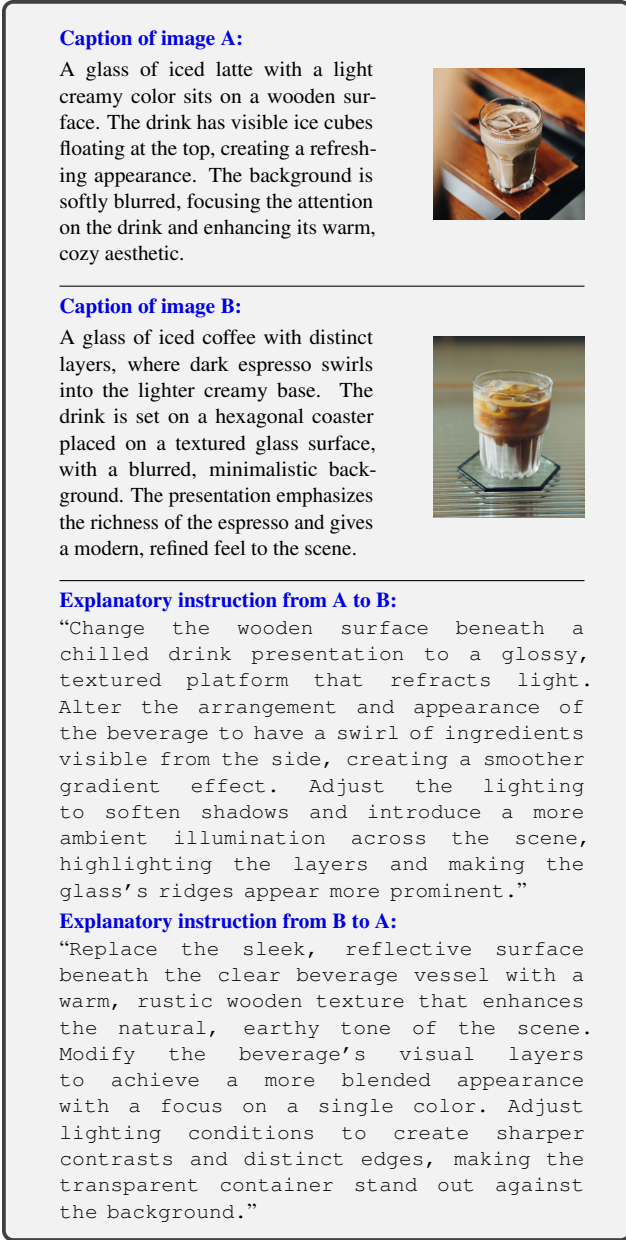 Caption of image A:
A glass of iced latte with a light
creamy color sits on a wooden sur-
face. The drink has visible ice cubes
floating at the top, creating a refresh-
ing appearance. The background is
softly blurred, focusing the attention
on the drink and enhancing its warm,
cozy aesthetic.
Caption of image B:
A glass of iced coffee with distinct
layers, where dark espresso swirls
into the lighter creamy base. The
drink is set on a hexagonal coaster
placed on a textured glass surface,
with a blurred, minimalistic back-
ground. The presentation emphasizes
the richness of the espresso and gives
a modern, refined feel to the scene.
Explanatory instruction from A to B:
“Change the wooden surface beneath a
chilled drink presentation to a glossy,
textured platform that refracts light.
Alter the arrangement and appearance of
the beverage to have a swirl of ingredients
visible from the side, creating a smoother
gradient effect. Adjust the lighting
to soften shadows and introduce a more
ambient illumination across the scene,
highlighting the layers and making the
glass’s ridges appear more prominent.”
Explanatory instruction from B to A:
“Replace the sleek, reflective surface
beneath the clear beverage vessel with a
warm, rustic wooden texture that enhances
the natural, earthy tone of the scene.
Modify the beverage’s visual layers
to achieve a more blended appearance
with a focus on a single color. Adjust
lighting conditions to create sharper
contrasts and distinct edges, making the
transparent container stand out against
the background.”